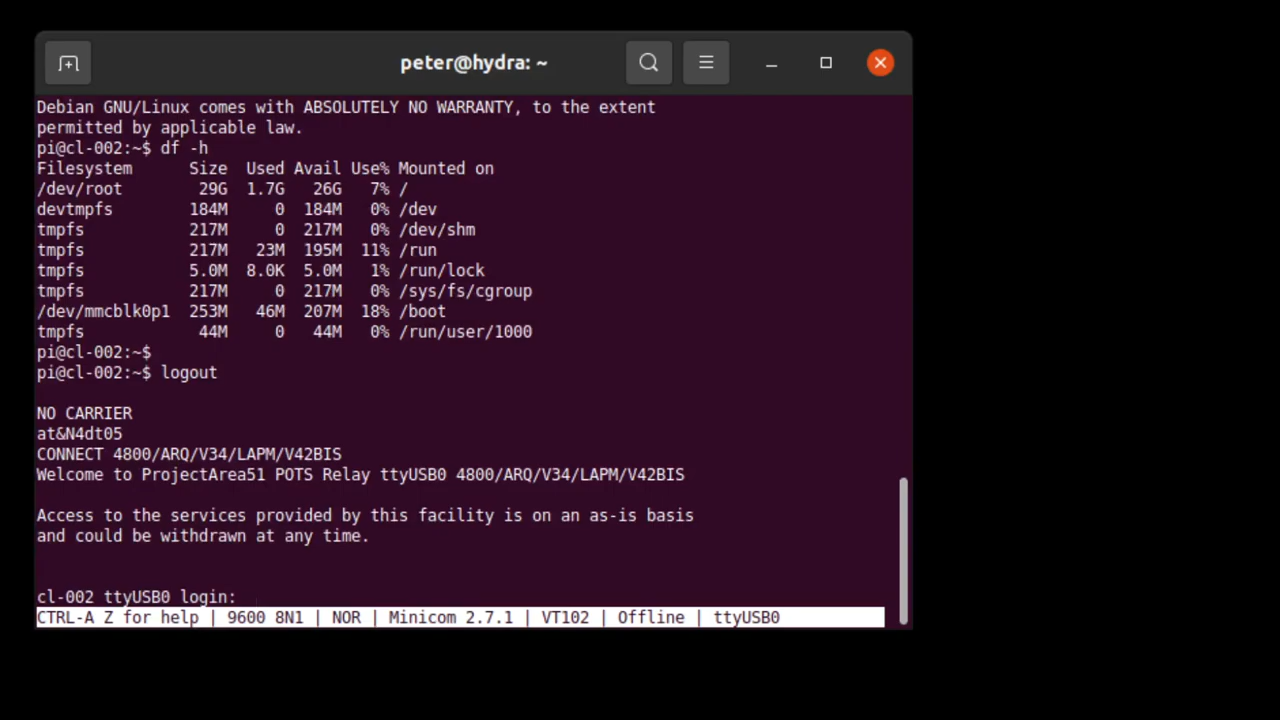 peter@hydra: ~
Debian GNU/Linux comes with ABSOLUTELY NO WARRANTY, to the extent
permitted by applicable law.
pi@cl-002:~$ df -h
Filesystem      Size  Used Avail Use% Mounted on
/dev/root        29G  1.7G   26G   7% /
devtmpfs        184M     0  184M   0% /dev
tmpfs           217M     0  217M   0% /dev/shm
tmpfs           217M   23M  195M  11% /run
tmpfs           5.0M  8.0K  5.0M   1% /run/lock
tmpfs           217M     0  217M   0% /sys/fs/cgroup
/dev/mmcblk0p1  253M   46M  207M  18% /boot
tmpfs            44M     0   44M   0% /run/user/1000
pi@cl-002:~$
pi@cl-002:~$ logout
NO CARRIER
at&N4dt05
CONNECT 4800/ARQ/V34/LAPM/V42BIS
Welcome to ProjectArea51 POTS Relay ttyUSB0 4800/ARQ/V34/LAPM/V42BIS
Access to the services provided by this facility is on an as-is basis
and could be withdrawn at any time.
cl-002 ttyUSB0 login:
CTRL-A Z for help | 9600 8N1 | NOR | Minicom 2.7.1 | VT102 | Offline | ttyUSB0